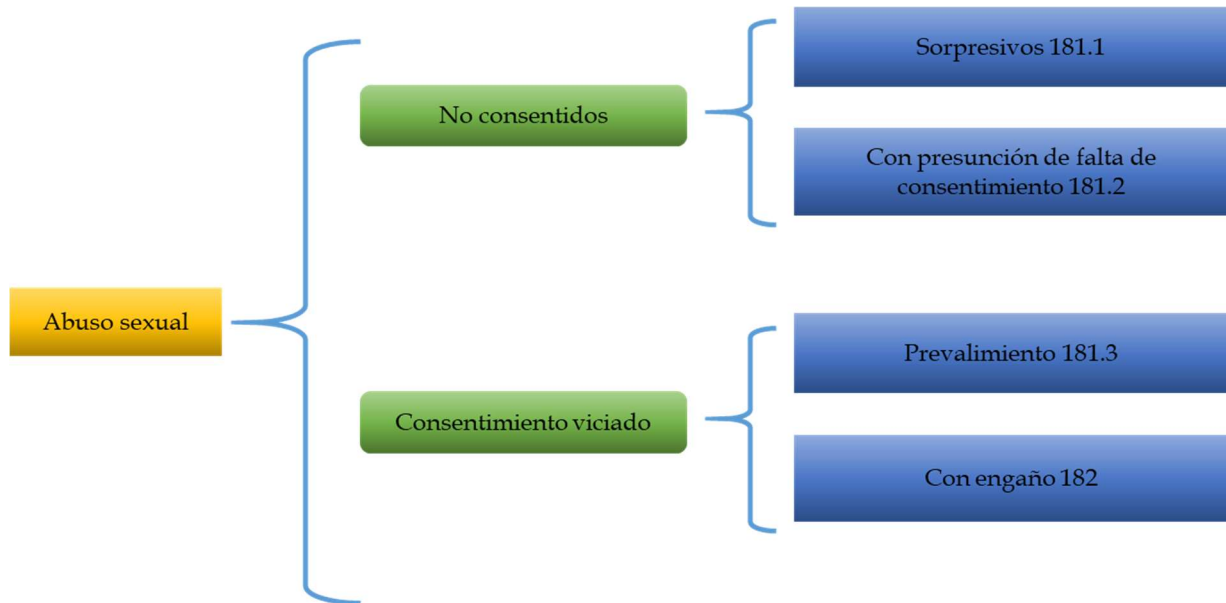 Abuso sexual
No consentidos
Sorpresivos 181.1
Con presunción de falta de
consentimiento 181.2
Consentimiento viciado
Prevalimiento 181.3
Con engaño 182